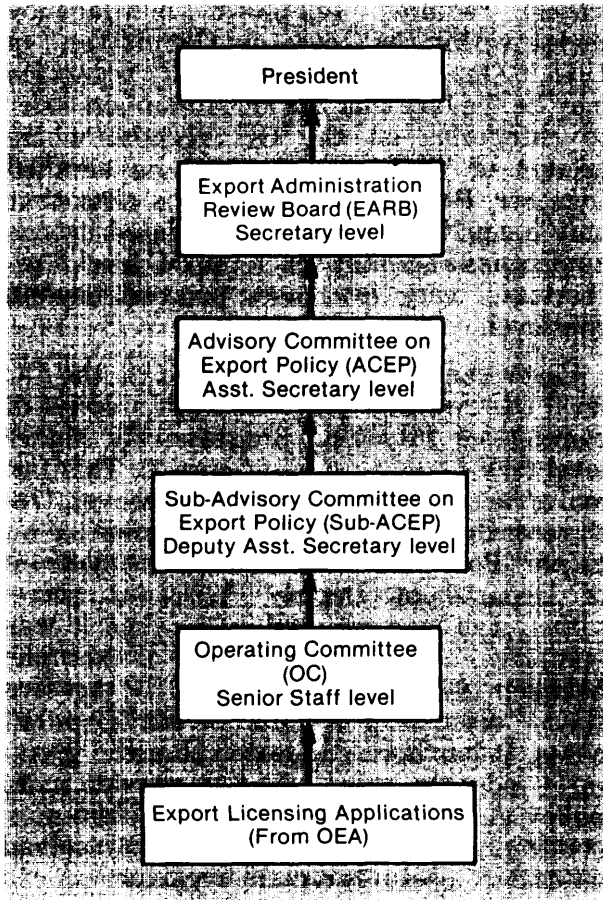 President
Export Administration
Review Board (EARB)
Secretary level
Advisory Committee on
Export Policy (ACEP)
Asst. Secretary level
Sub-Advisory Committee on
Export Policy (Sub-ACEP)
Deputy Asst. Secretary level
Operating Committee
(OC)
Senior Staff level
Export Licensing Applications
(From OEA)